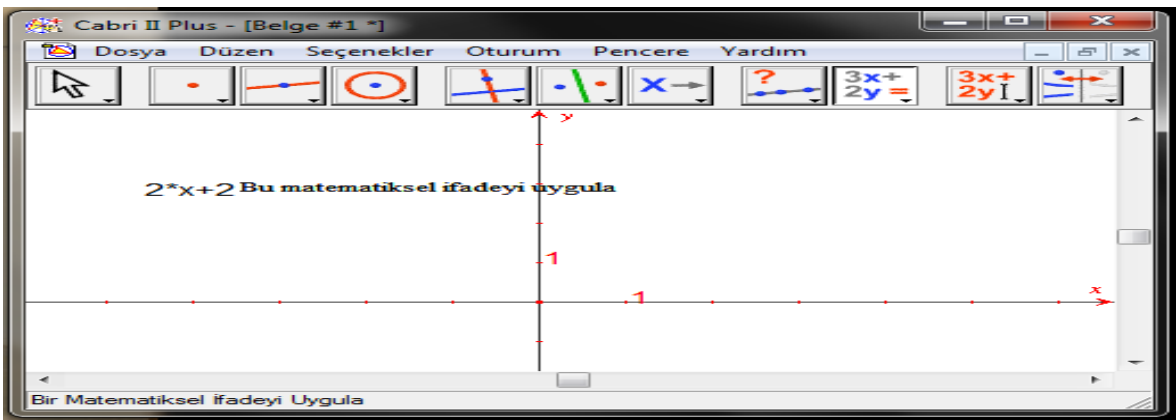 Cabri II Plus - [Belge #1 *]
Dosya Düzen Seçenekler Oturum Pencere Yardım
X ? 3x+ 2y = 3x+ 2y
y
2*x+2 Bu matematiksel ifadeyi uygula
1
1
x
Bir Matematiksel İfadeyi Uygula